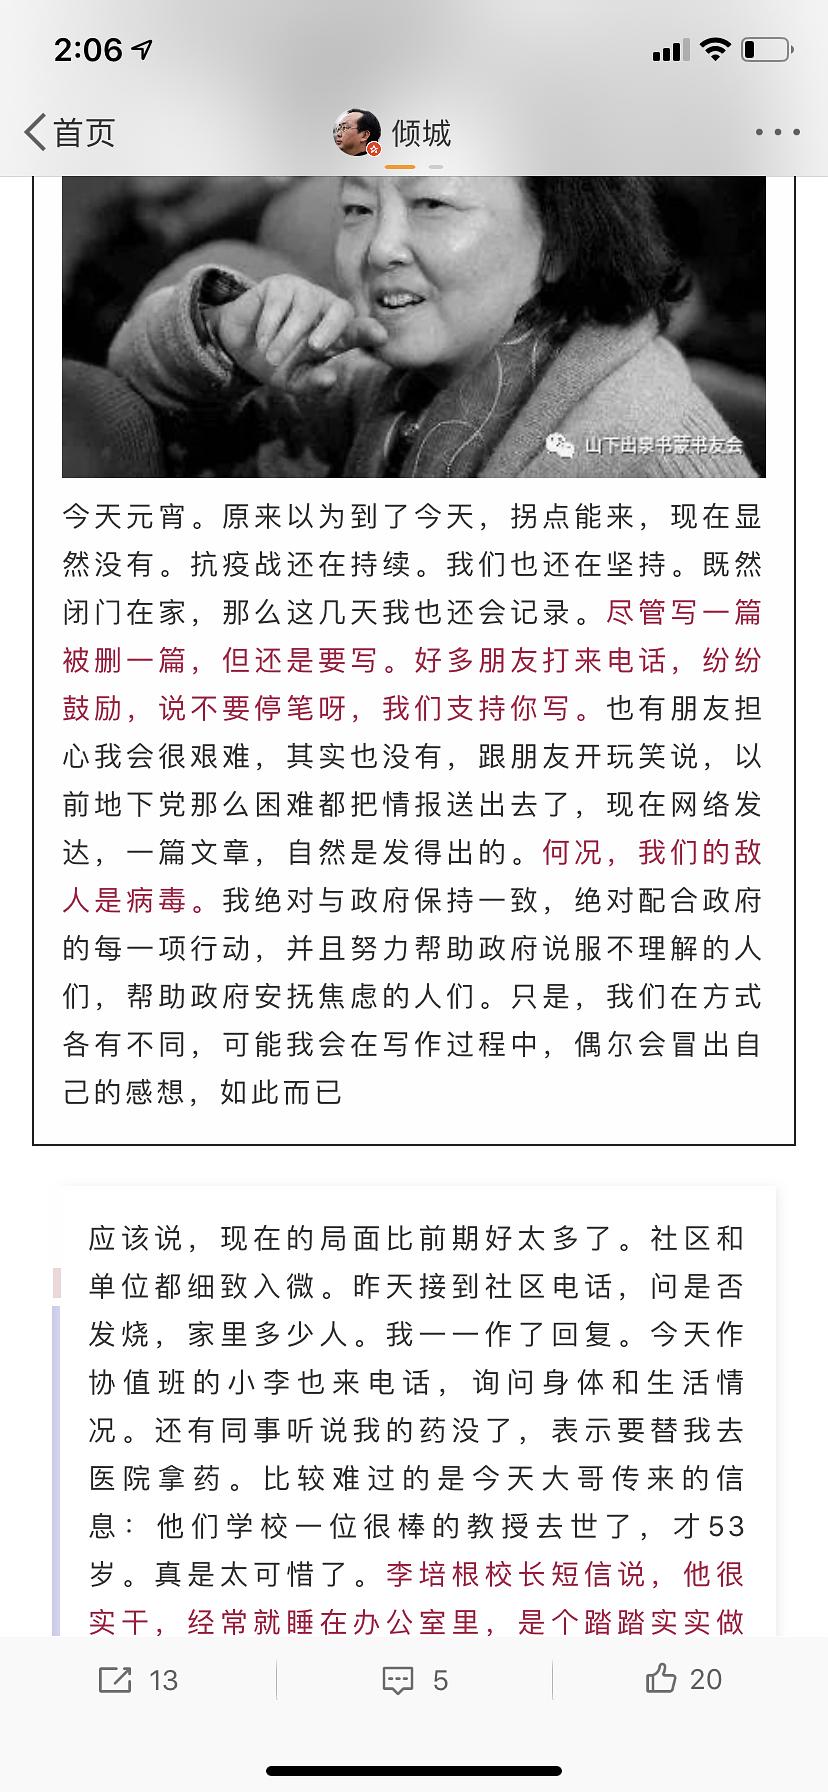 2:06
首页
倾城
山下出泉书蒙书友会
今天元宵。原来以为到了今天，拐点能来，现在显
然没有。抗疫战还在持续。我们也还在坚持。既然
闭门在家，那么这几天我也还会记录。尽管写一篇
被删一篇，但还是要写。好多朋友打来电话，纷纷
鼓励，说不要停笔呀，我们支持你写。也有朋友担
心我会很艰难，其实也没有，跟朋友开玩笑说，以
前地下党那么困难都把情报送出去了，现在网络发
达，一篇文章，自然是发得出的。何况，我们的敌
人是病毒。我绝对与政府保持一致，绝对配合政府
的每一项行动，并且努力帮助政府说服不理解的人
们，帮助政府安抚焦虑的人们。只是，我们在方式
各有不同，可能我会在写作过程中，偶尔会冒出自
己的感想，如此而已
应该说，现在的局面比前期好太多了。社区和
单位都细致入微。昨天接到社区电话，问是否
发烧，家里多少人。我一一作了回复。今天作
协值班的小李也来电话，询问身体和生活情
况。还有同事听说我的药没了，表示要替我去
医院拿药。比较难过的是今天大哥传来的信
息：他们学校一位很棒的教授去世了，才53
岁。真是太可惜了。李培根校长短信说，他很
实干，经常就睡在办公室里，是个踏踏实实做
13
5
20